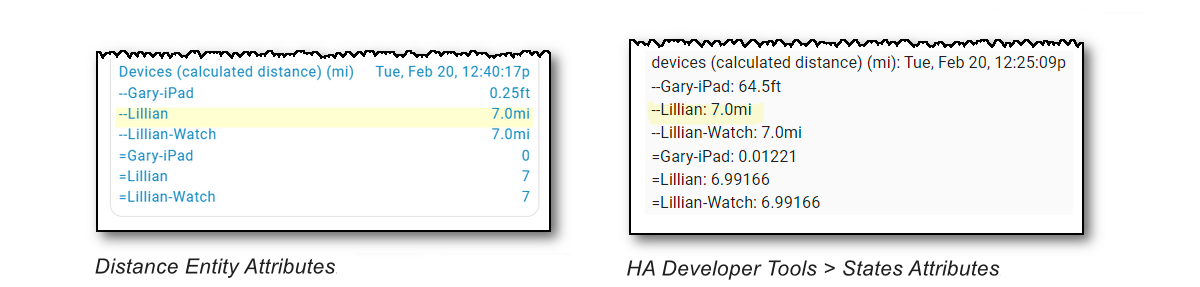 Devices (calculated distance) (mi) Tue, Feb 20, 12:40:17p
--Gary-iPad 0.25ft
--Lillian 7.0mi
--Lillian-Watch 7.0mi
=Gary-iPad 0
=Lillian 7
=Lillian-Watch 7
Distance Entity Attributes
devices (calculated distance) (mi): Tue, Feb 20, 12:25:09p
--Gary-iPad: 64.5ft
--Lillian: 7.0mi
--Lillian-Watch: 7.0mi
=Gary-iPad: 0.01221
=Lillian: 6.99166
=Lillian-Watch: 6.99166
HA Developer Tools > States Attributes